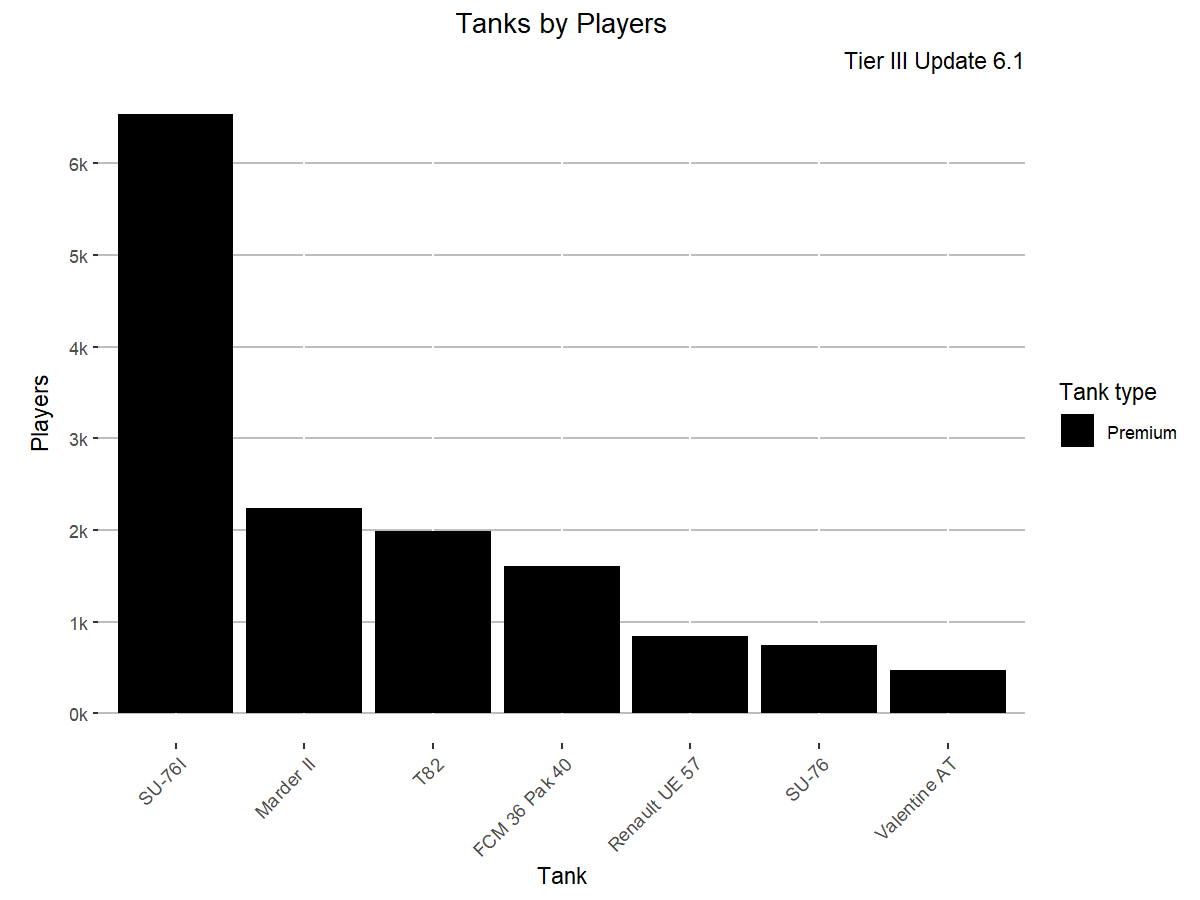 Tanks by Players
Tier III Update 6.1
Players
6k
5k
4k
3k
2k
1k
0k
SU-76I
Marder II
T82
FCM 36 Pak 40
Renault UE 57
SU-76
Valentine AT
Tank
Tank type
Premium